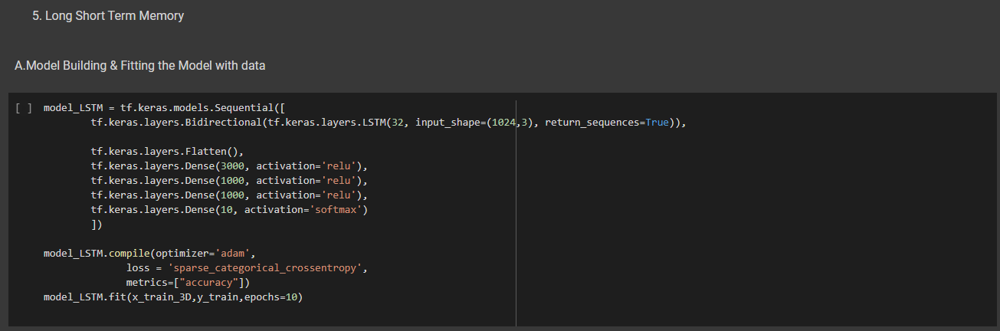 5. Long Short Term Memory
A.Model Building & Fitting the Model with data
[ ] model_LSTM = tf.keras.models.Sequential([
tf.keras.layers.Bidirectional(tf.keras.layers.LSTM(32, input_shape=(1024,3), return_sequences=True)),
tf.keras.layers.Flatten(),
tf.keras.layers.Dense(3000, activation='relu'),
tf.keras.layers.Dense(1000, activation='relu'),
tf.keras.layers.Dense(1000, activation='relu'),
tf.keras.layers.Dense(10, activation='softmax')
])
model_LSTM.compile(optimizer='adam',
loss = 'sparse_categorical_crossentropy',
metrics=["accuracy"])
model_LSTM.fit(x_train_3D,y_train,epochs=10)